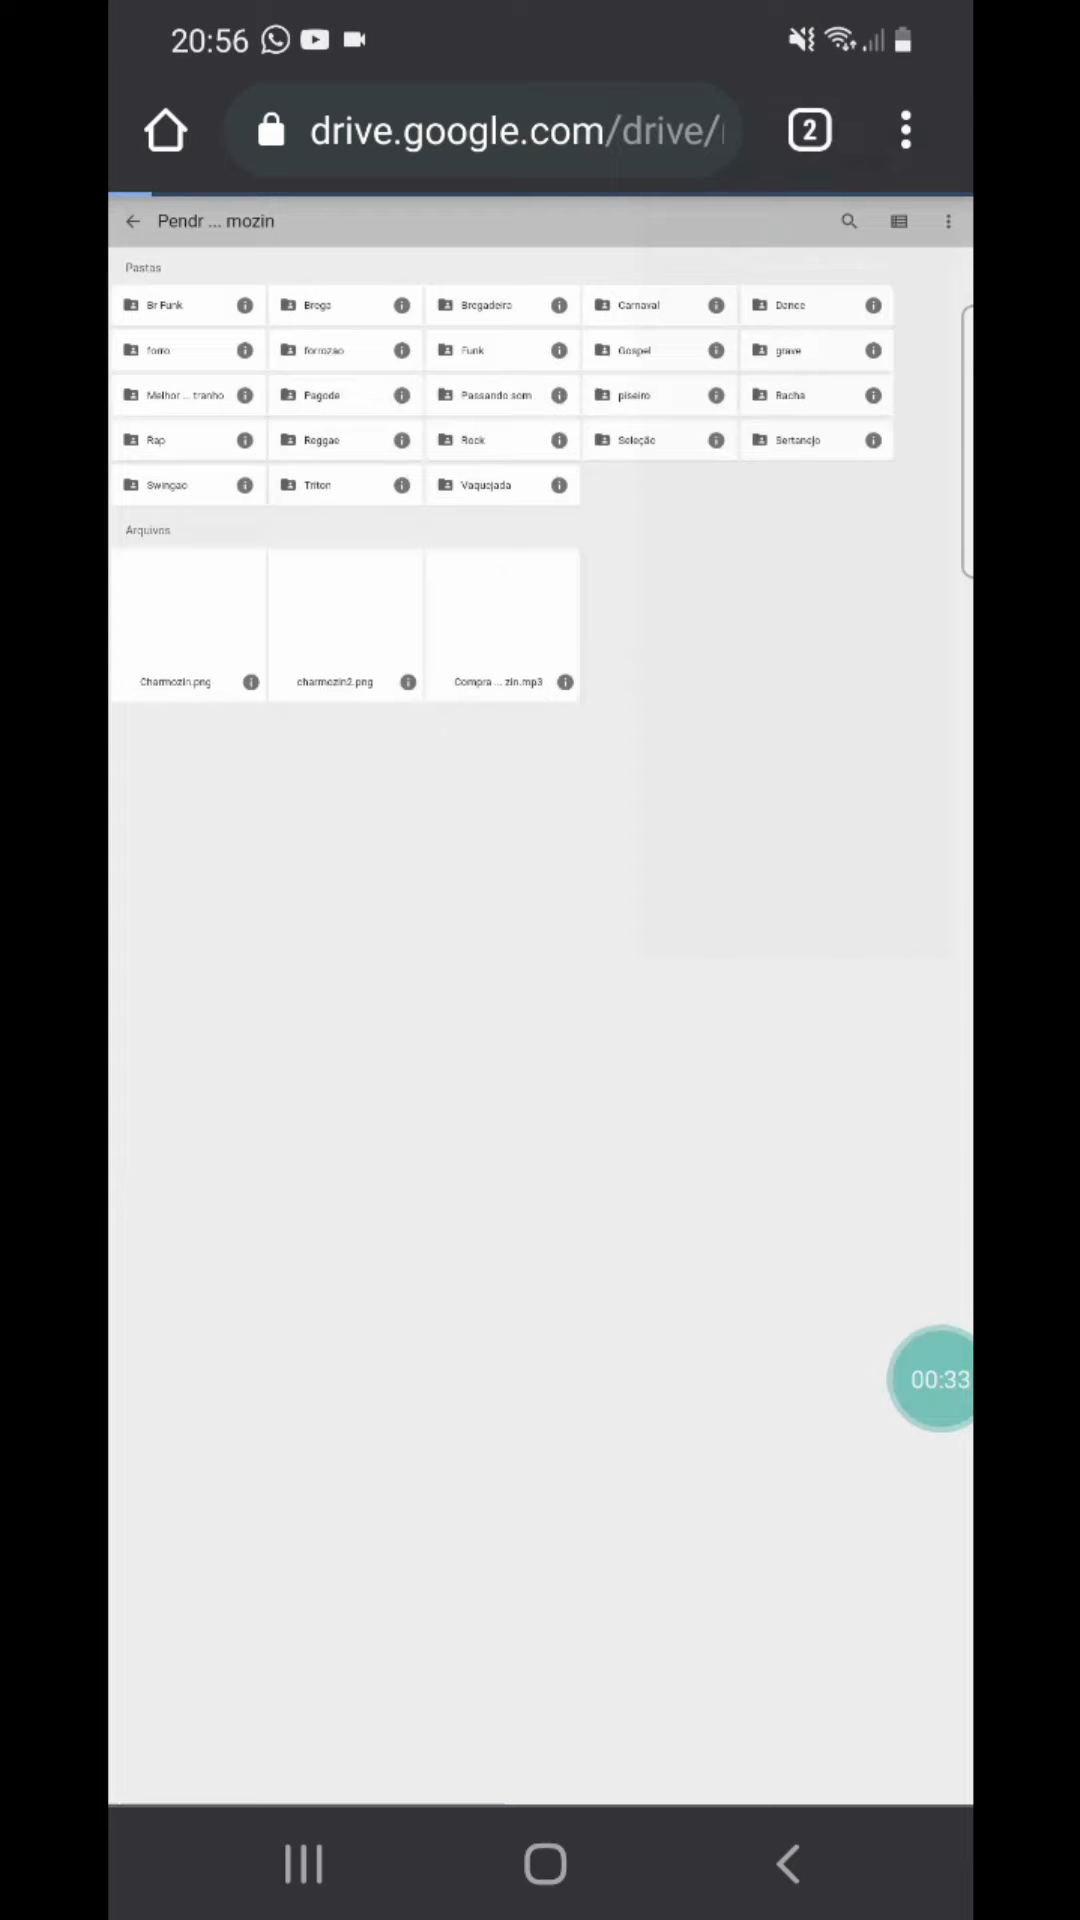 20:56
drive.google.com/drive/
2
Pendr ... mozin
Pastas
Br Funk Brega Bregadeira Carnaval Dance
forro forrozao Funk Gospel grave
Melhor ... tranho Pagode Passando som piseiro Racha
Rap Reggae Rock Seleção Sertanejo
Swingao Triton Vaquejada
Arquivos
Charmozin.png charmozin2.png Compra ... zin.mp3
00:33